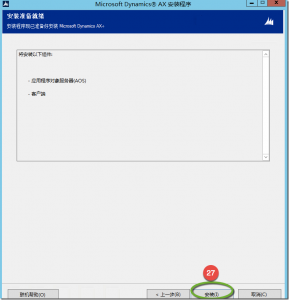 Microsoft Dynamics® AX 安装程序
安装准备就绪
安装程序现已准备好安装 Microsoft Dynamics AX。
将安装以下组件:
- 应用程序对象服务器(AOS)
- 客户端
27
联机帮助(O)
< 上一步(B)
安装(I)
取消(C)